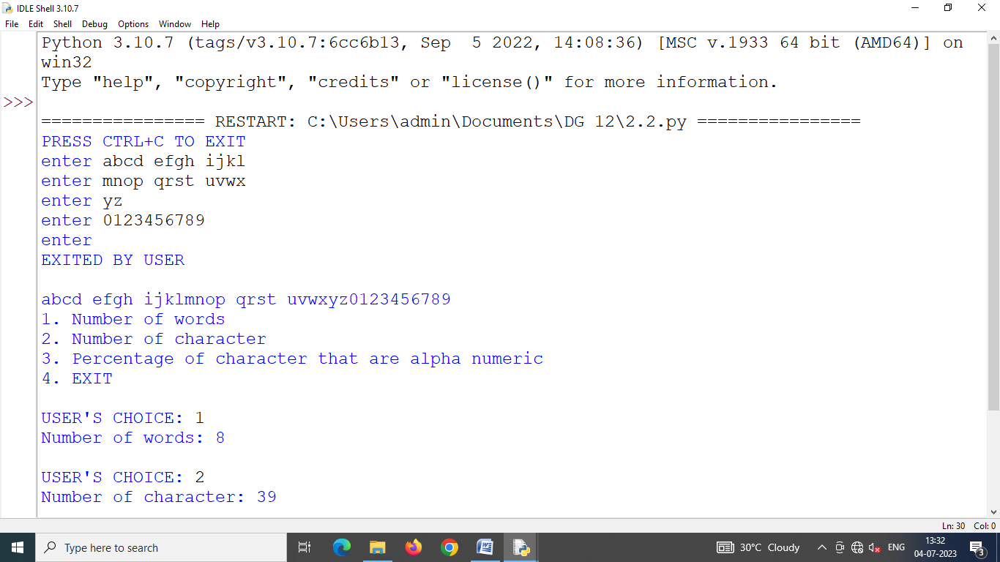 IDLE Shell 3.10.7
File Edit Shell Debug Options Window Help
Python 3.10.7 (tags/v3.10.7:6cc6b13, Sep  5 2022, 14:08:36) [MSC v.1933 64 bit (AMD64)] on
win32
Type "help", "copyright", "credits" or "license()" for more information.
>>>
================ RESTART: C:\Users\admin\Documents\DG 12\2.2.py ================
PRESS CTRL+C TO EXIT
enter abcd efgh ijkl
enter mnop qrst uvwx
enter yz
enter 0123456789
enter
EXITED BY USER
abcd efgh ijklmnop qrst uvwxyz0123456789
1. Number of words
2. Number of character
3. Percentage of character that are alpha numeric
4. EXIT
USER'S CHOICE: 1
Number of words: 8
USER'S CHOICE: 2
Number of character: 39
Ln: 30 Col: 0
Type here to search
30°C Cloudy
ENG
13:32
04-07-2023
3